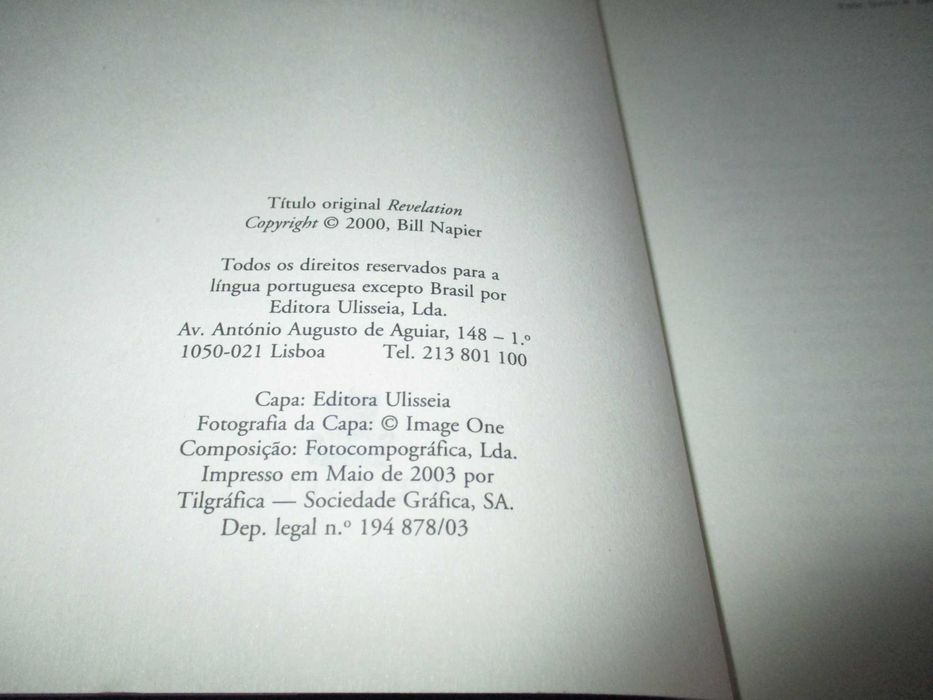 Título original Revelation
Copyright © 2000, Bill Napier
Todos os direitos reservados para a
língua portuguesa excepto Brasil por
Editora Ulisseia, Lda.
Av. António Augusto de Aguiar, 148 – 1.º
1050-021 Lisboa Tel. 213 801 100
Capa: Editora Ulisseia
Fotografia da Capa: © Image One
Composição: Fotocompográfica, Lda.
Impresso em Maio de 2003 por
Tilgráfica — Sociedade Gráfica, SA.
Dep. legal n.º 194 878/03